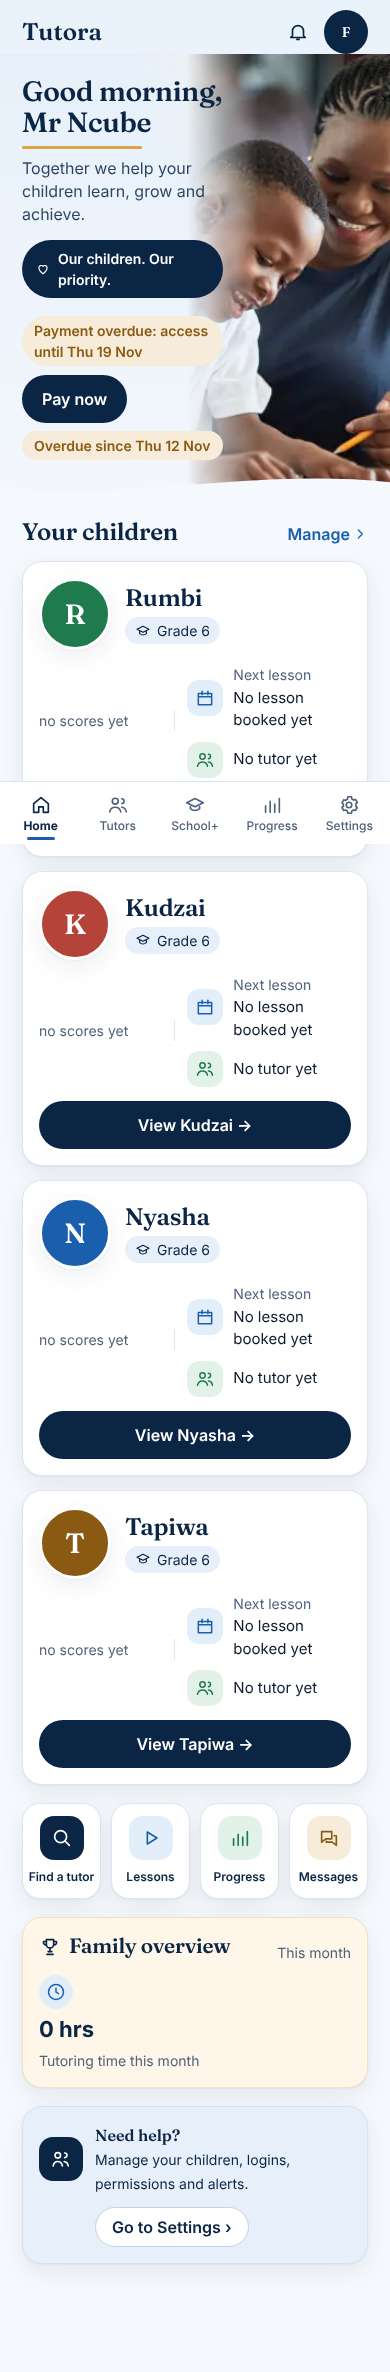 Tutora
F
Good morning,
Mr Ncube
Together we help your
children learn, grow and
achieve.
Our children. Our
priority.
Payment overdue: access
until Thu 19 Nov
Pay now
Overdue since Thu 12 Nov
Your children
Manage >
R
Rumbi
Grade 6
no scores yet
Next lesson
No lesson
booked yet
No tutor yet
Home
Tutors
School+
Progress
Settings
K
Kudzai
Grade 6
no scores yet
Next lesson
No lesson
booked yet
No tutor yet
View Kudzai →
N
Nyasha
Grade 6
no scores yet
Next lesson
No lesson
booked yet
No tutor yet
View Nyasha →
T
Tapiwa
Grade 6
no scores yet
Next lesson
No lesson
booked yet
No tutor yet
View Tapiwa →
Find a tutor
Lessons
Progress
Messages
Family overview
This month
0 hrs
Tutoring time this month
Need help?
Manage your children, logins,
permissions and alerts.
Go to Settings ›